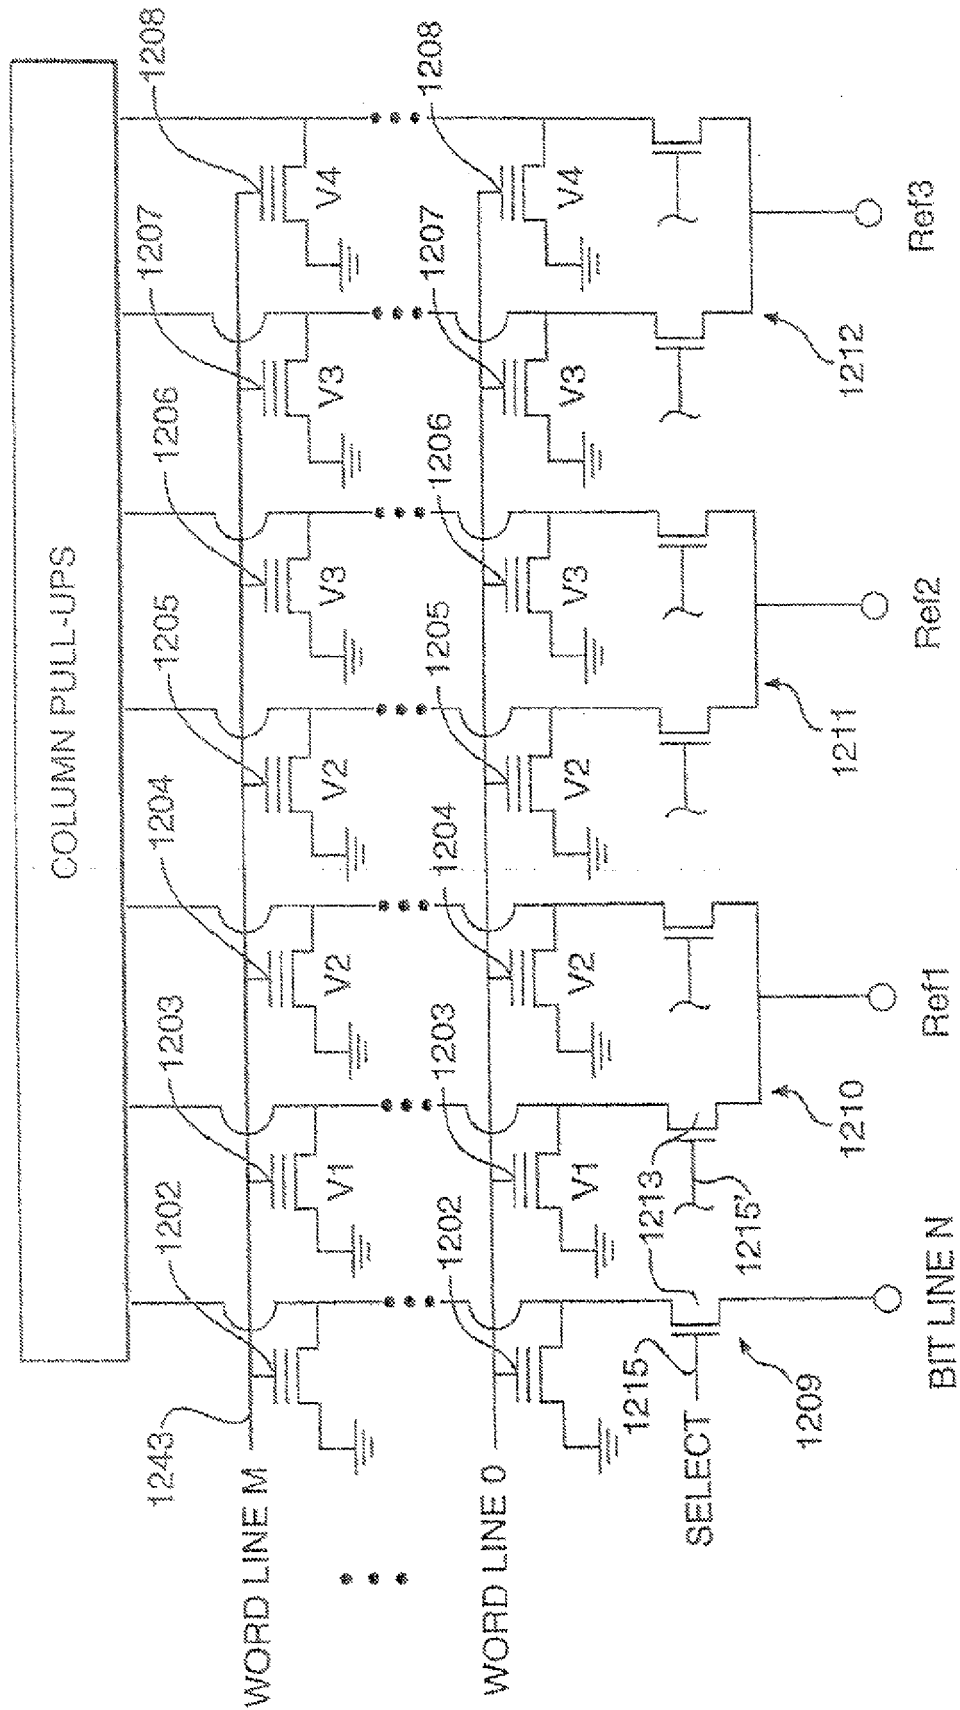 COLUMN PULL-UPS
1243
1202
1203
1204
1205
1206
1207
1208
WORD LINE M
V1
V2
V2
V3
V3
V4
1202
1203
1204
1205
1206
1207
1208
WORD LINE 0
V1
V2
V2
V3
V3
V4
1215
1213
SELECT
1215'
1209
1210
1211
1212
BIT LINE N
Ref1
Ref2
Ref3